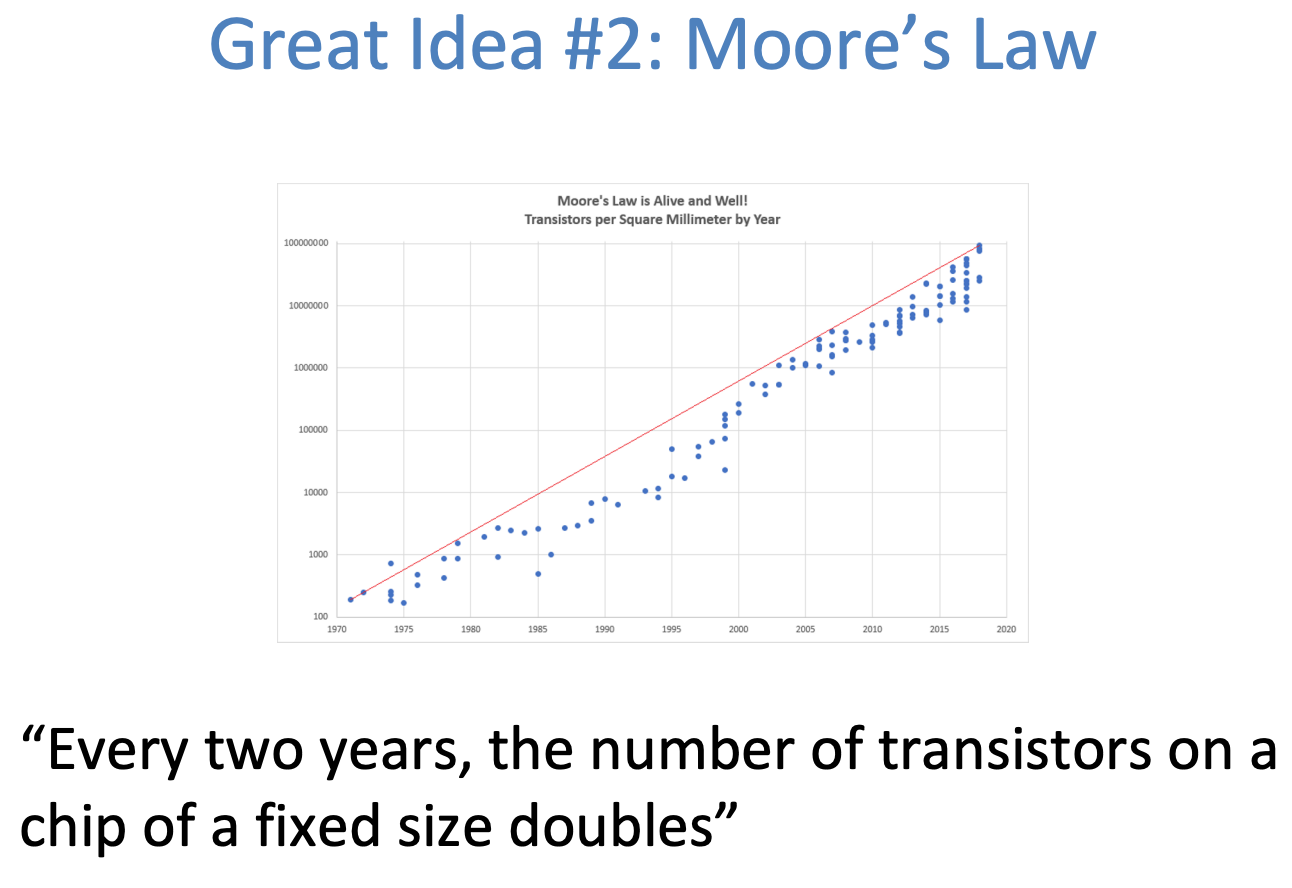 Great Idea #2: Moore’s Law
Moore's Law is Alive and Well!
Transistors per Square Millimeter by Year
100000000
10000000
1000000
100000
10000
1000
100
1970 1975 1980 1985 1990 1995 2000 2005 2010 2015 2020
“Every two years, the number of transistors on a
chip of a fixed size doubles”